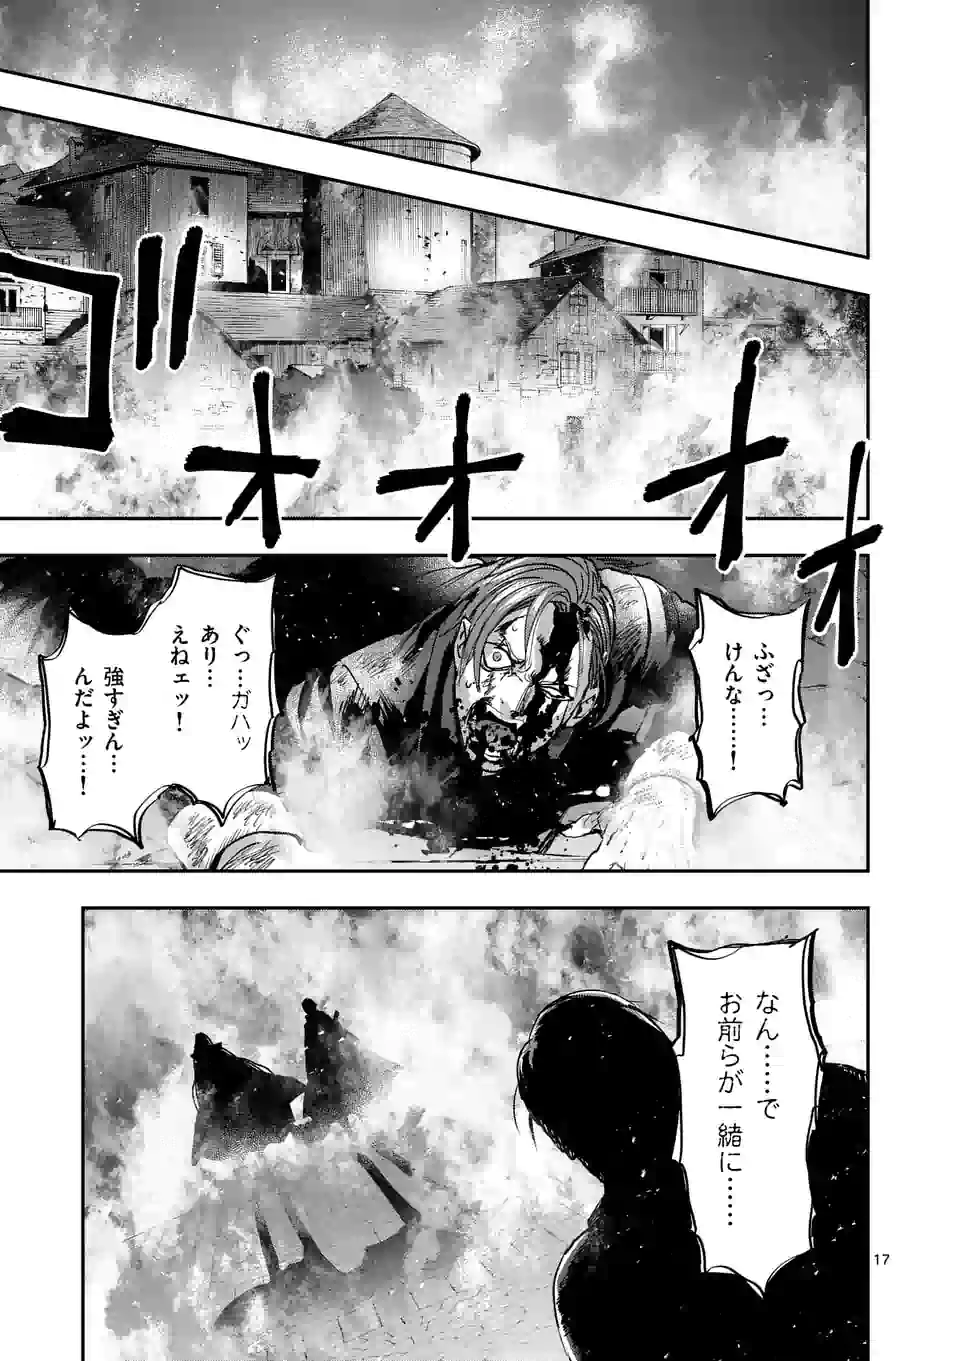 ゴオオオオ
ふざっ…
けんな……！
ぐっ…ガハッ
あり…
えねェッ！
強すぎん…
んだよッ…！
なん……で
お前らが一緒に……
17